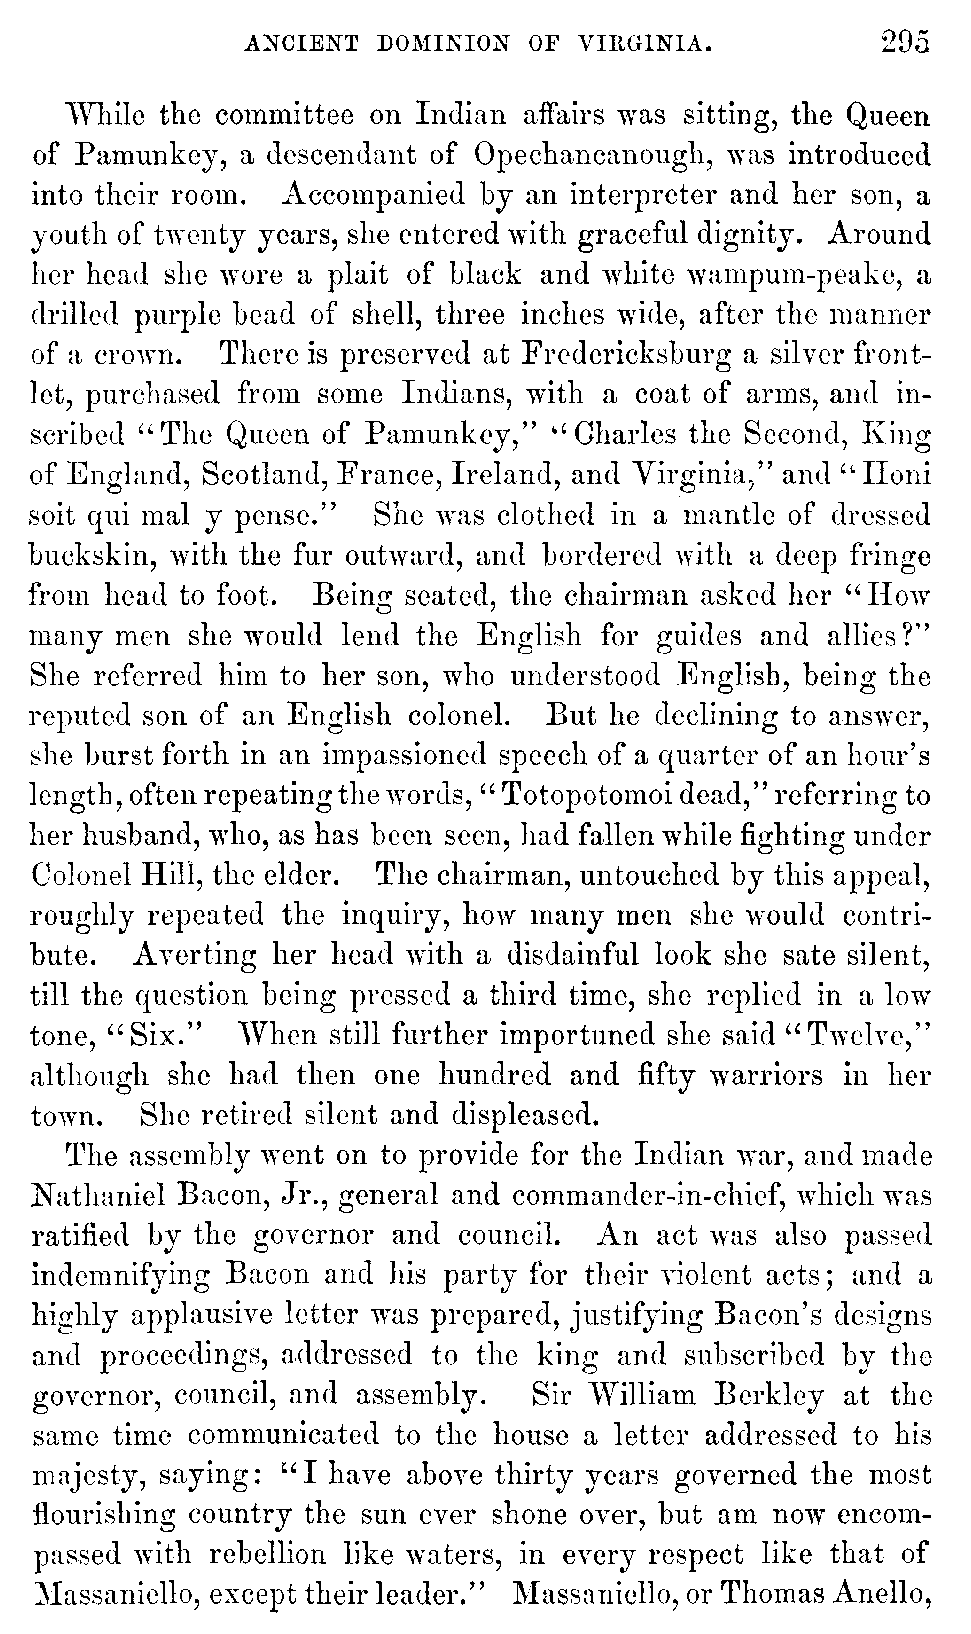 ANCIENT DOMINION OF VIRGINIA. 295
While the committee on Indian affairs was sitting, the Queen
of Pamunkey, a descendant of Opechancanough, was introduced
into their room. Accompanied by an interpreter and her son, a
youth of twenty years, she entered with graceful dignity. Around
her head she wore a plait of black and white wampum-peake, a
drilled purple bead of shell, three inches wide, after the manner
of a crown. There is preserved at Fredericksburg a silver front-
let, purchased from some Indians, with a coat of arms, and in-
scribed "The Queen of Pamunkey," "Charles the Second, King
of England, Scotland, France, Ireland, and Virginia," and "Honi
soit qui mal y pense." She was clothed in a mantle of dressed
buckskin, with the fur outward, and bordered with a deep fringe
from head to foot. Being seated, the chairman asked her "How
many men she would lend the English for guides and allies?"
She referred him to her son, who understood English, being the
reputed son of an English colonel. But he declining to answer,
she burst forth in an impassioned speech of a quarter of an hour's
length, often repeating the words, "Totopotomoi dead," referring to
her husband, who, as has been seen, had fallen while fighting under
Colonel Hill, the elder. The chairman, untouched by this appeal,
roughly repeated the inquiry, how many men she would contri-
bute. Averting her head with a disdainful look she sate silent,
till the question being pressed a third time, she replied in a low
tone, "Six." When still further importuned she said "Twelve,"
although she had then one hundred and fifty warriors in her
town. She retired silent and displeased.
The assembly went on to provide for the Indian war, and made
Nathaniel Bacon, Jr., general and commander-in-chief, which was
ratified by the governor and council. An act was also passed
indemnifying Bacon and his party for their violent acts; and a
highly applausive letter was prepared, justifying Bacon's designs
and proceedings, addressed to the king and subscribed by the
governor, council, and assembly. Sir William Berkley at the
same time communicated to the house a letter addressed to his
majesty, saying: "I have above thirty years governed the most
flourishing country the sun ever shone over, but am now encom-
passed with rebellion like waters, in every respect like that of
Massaniello, except their leader." Massaniello, or Thomas Anello,